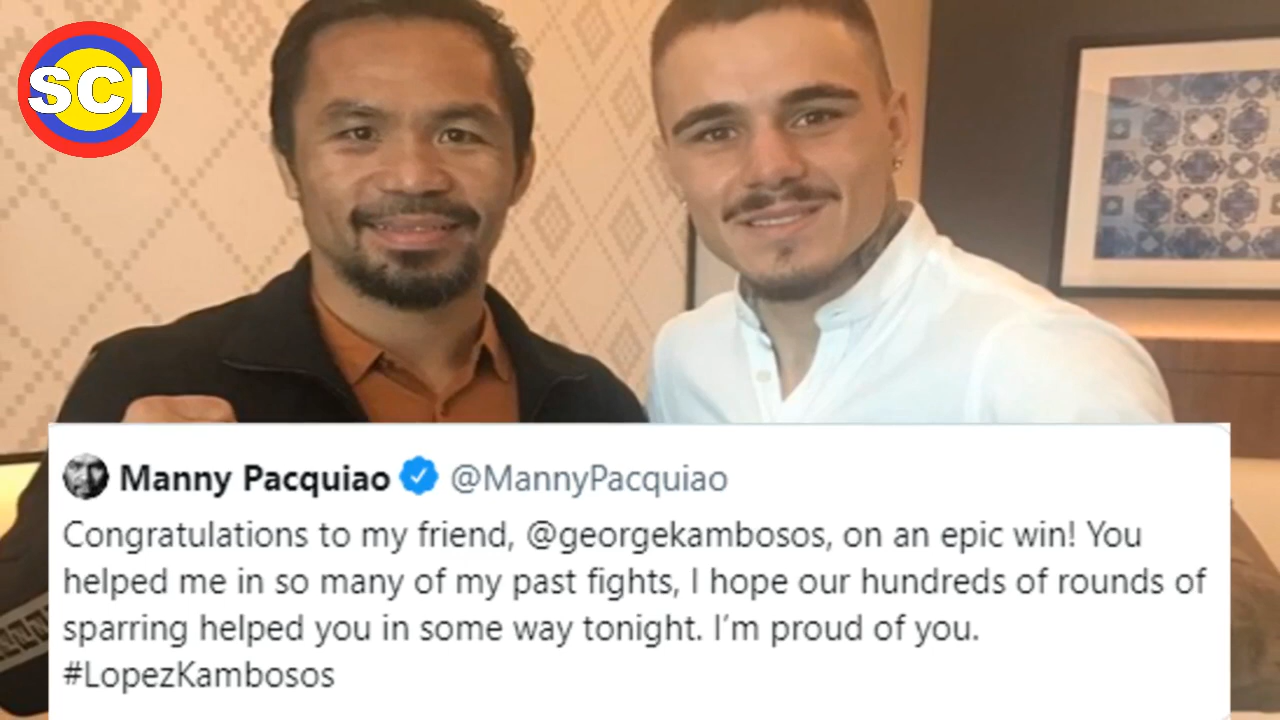 SCI
Manny Pacquiao @MannyPacquiao
Congratulations to my friend, @georgekambosos, on an epic win! You
helped me in so many of my past fights, I hope our hundreds of rounds of
sparring helped you in some way tonight. I’m proud of you.
#LopezKambosos